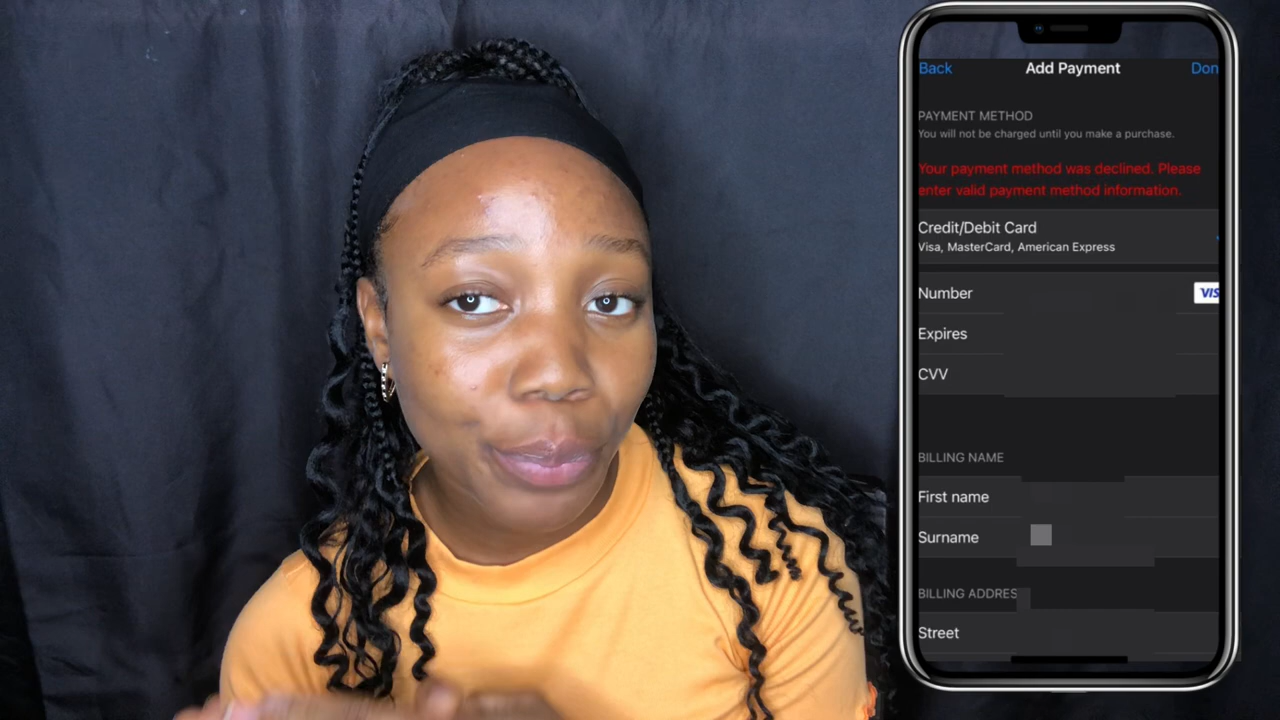 Back
Add Payment
Don
PAYMENT METHOD
You will not be charged until you make a purchase.
Your payment method was declined. Please
enter valid payment method information.
Credit/Debit Card
Visa, MasterCard, American Express
Number
VIS
Expires
CVV
BILLING NAME
First name
Surname
BILLING ADDRES
Street